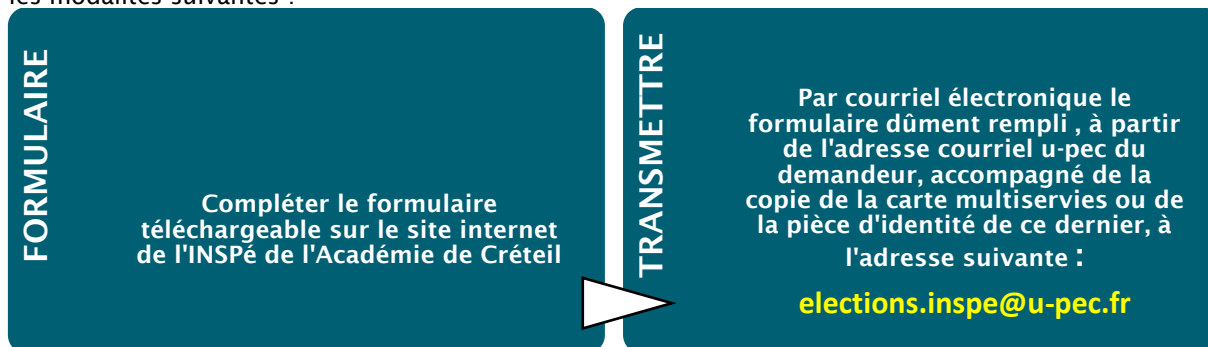 les modalités suivantes :
FORMULAIRE
Compléter le formulaire
téléchargeable sur le site internet
de l'INSPé de l'Académie de Créteil
TRANSMETTRE
Par courriel électronique le
formulaire dûment rempli , à partir
de l'adresse courriel u-pec du
demandeur, accompagné de la
copie de la carte multiservies ou de
la pièce d'identité de ce dernier, à
l'adresse suivante :
elections.inspe@u-pec.fr